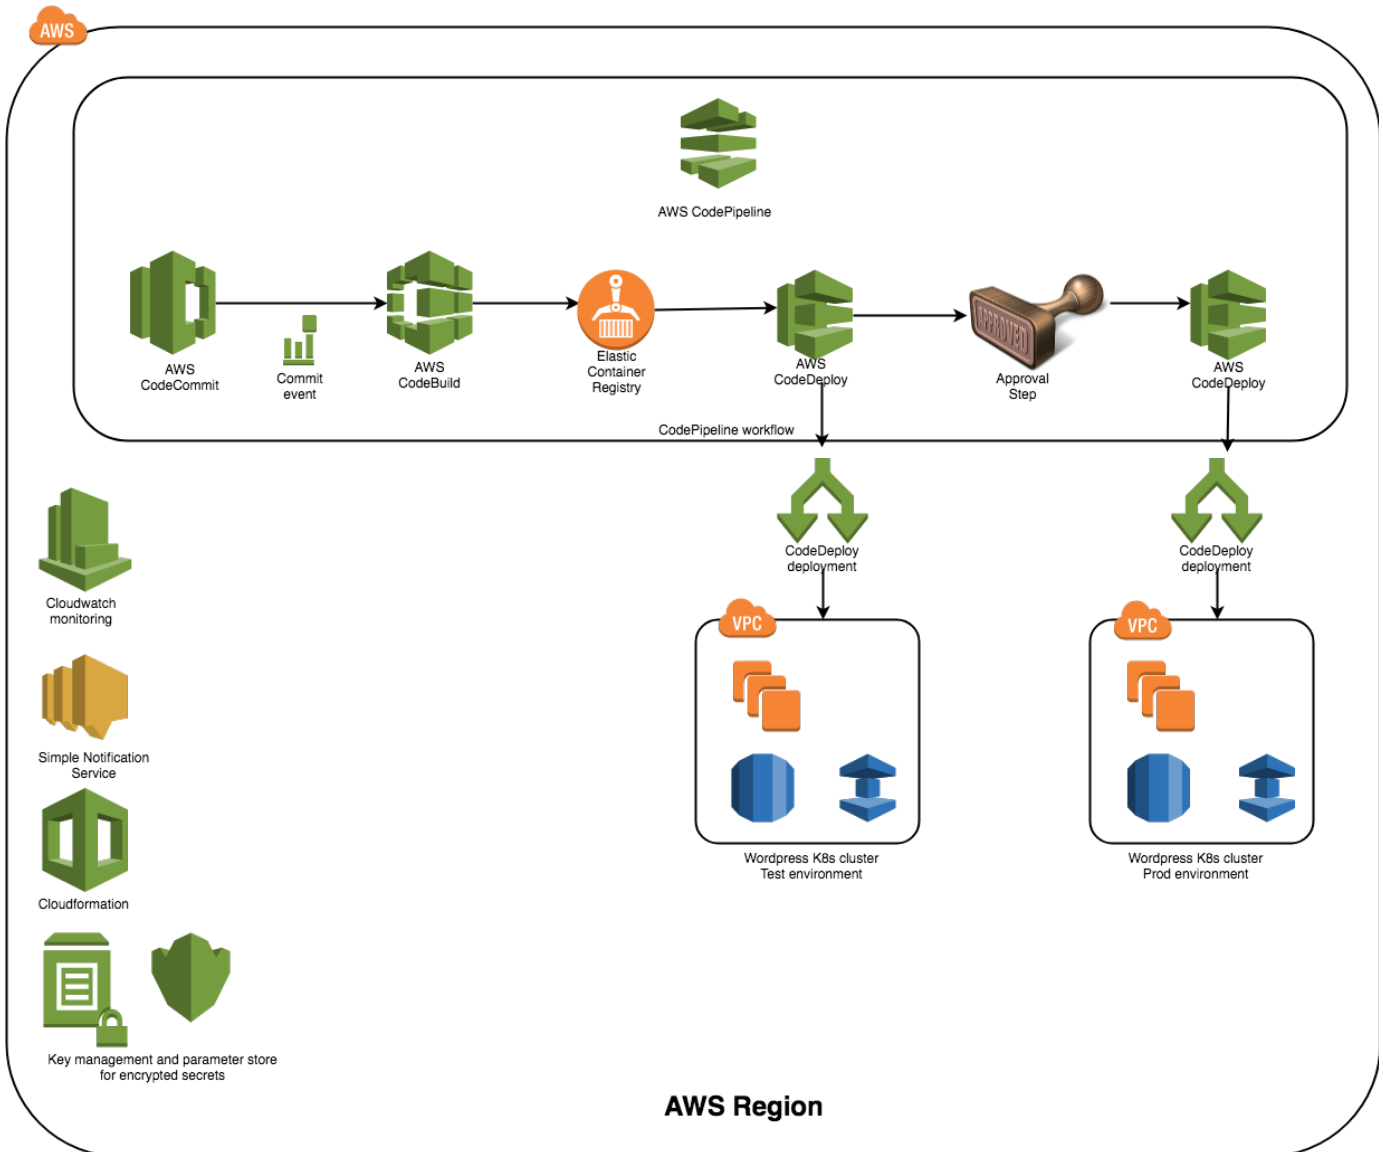 AWS
AWS CodePipeline
AWS
CodeCommit
Commit
event
AWS
CodeBuild
Elastic
Container
Registry
AWS
CodeDeploy
APPROVED
Approval
Step
AWS
CodeDeploy
CodePipeline workflow
CodeDeploy
deployment
CodeDeploy
deployment
Cloudwatch
monitoring
VPC
VPC
Simple Notification
Service
Wordpress K8s cluster
Test environment
Wordpress K8s cluster
Prod environment
Cloudformation
Key management and parameter store
for encrypted secrets
AWS Region